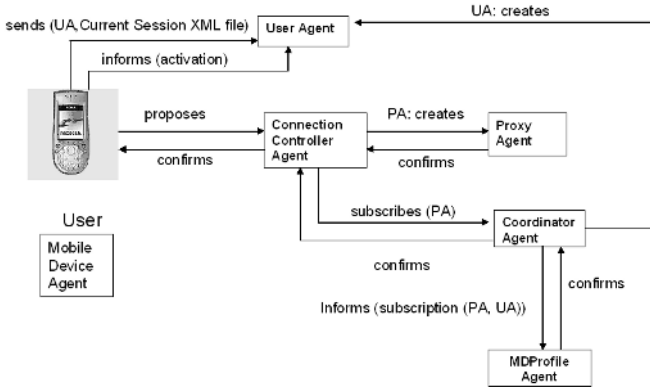 UA: creates
sends (UA,Current Session XML file)
User Agent
informs (activation)
proposes
confirms
Connection
Controller
Agent
PA: creates
confirms
Proxy
Agent
subscribes (PA)
confirms
Coordinator
Agent
User
Mobile
Device
Agent
Informs (subscription (PA, UA))
confirms
MDProfile
Agent